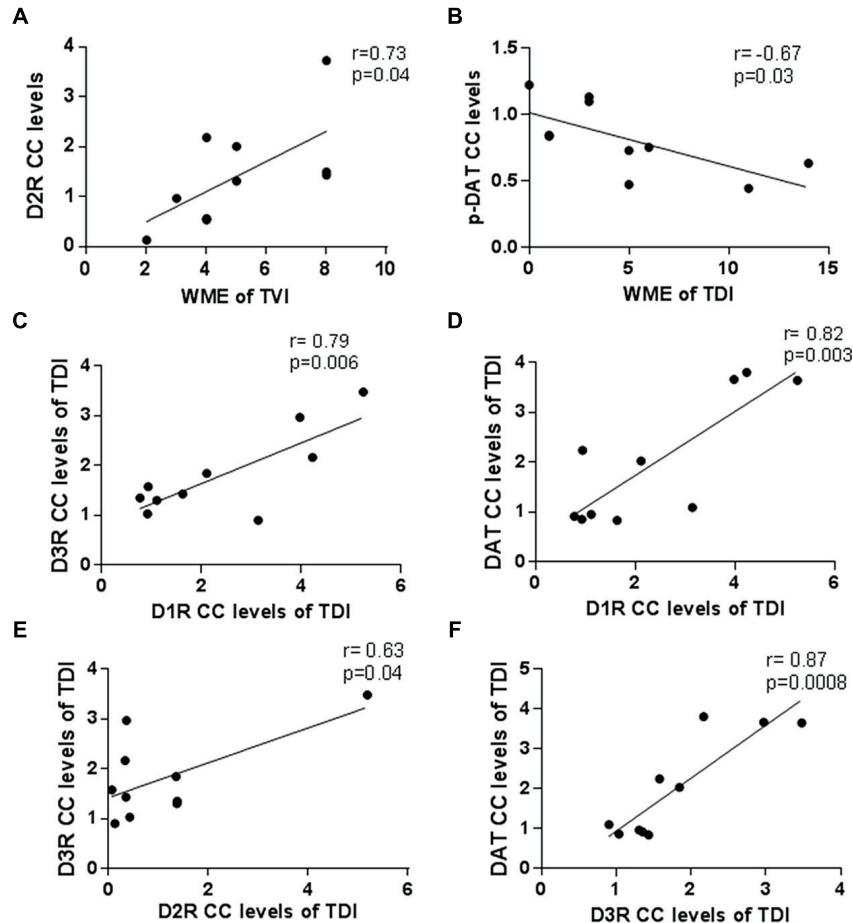 A
r=0.73
p=0.04
D2R CC levels
4
3
2
1
0
0 2 4 6 8 10
WME of TVI
B
r= -0.67
p=0.03
p-DAT CC levels
1.5
1.0
0.5
0.0
0 5 10 15
WME of TDI
C
r= 0.79
p=0.006
D3R CC levels of TDI
4
3
2
1
0
0 2 4 6
D1R CC levels of TDI
D
r= 0.82
p=0.003
DAT CC levels of TDI
4
3
2
1
0
0 2 4 6
D1R CC levels of TDI
E
r= 0.63
p=0.04
D3R CC levels of TDI
4
3
2
1
0
0 2 4 6
D2R CC levels of TDI
F
r= 0.87
p=0.0008
DAT CC levels of TDI
5
4
3
2
1
0
0 1 2 3 4
D3R CC levels of TDI